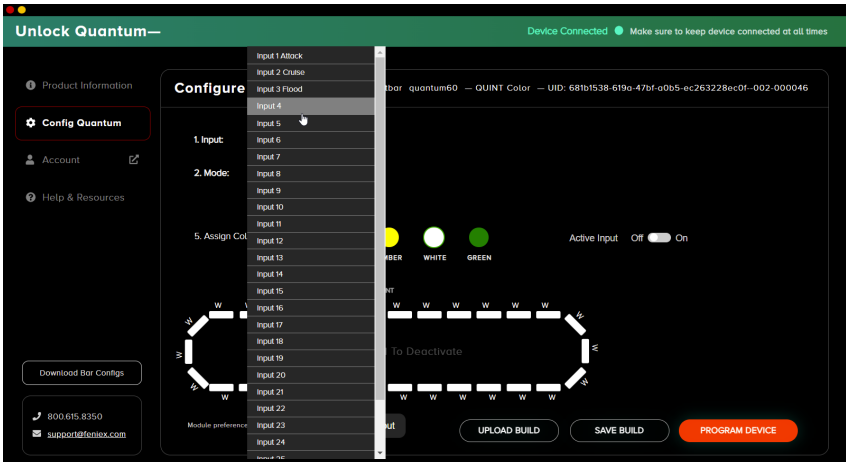 Unlock Quantum—
Device Connected
Make sure to keep device connected at all times
Product Information
Config Quantum
Account
Help & Resources
Download Bar Configs
800.615.8350
support@feniex.com
Configure
tbar quantum60 — QUINT Color — UID: 681b1538-619a-47bf-a0b5-ec263228ec0f--002-000046
1. Input:
2. Mode:
5. Assign Col
Input 1 Attack
Input 2 Cruise
Input 3 Flood
Input 4
Input 5
Input 6
Input 7
Input 8
Input 9
Input 10
Input 11
Input 12
Input 13
Input 14
Input 15
Input 16
Input 17
Input 18
Input 19
Input 20
Input 21
Input 22
Input 23
Input 24
Input 25
MBER WHITE GREEN
Active Input Off On
NT
W W W W W W W
W W
To Deactivate
W W
W W
W W W W W W
Module preference
ut
UPLOAD BUILD
SAVE BUILD
PROGRAM DEVICE